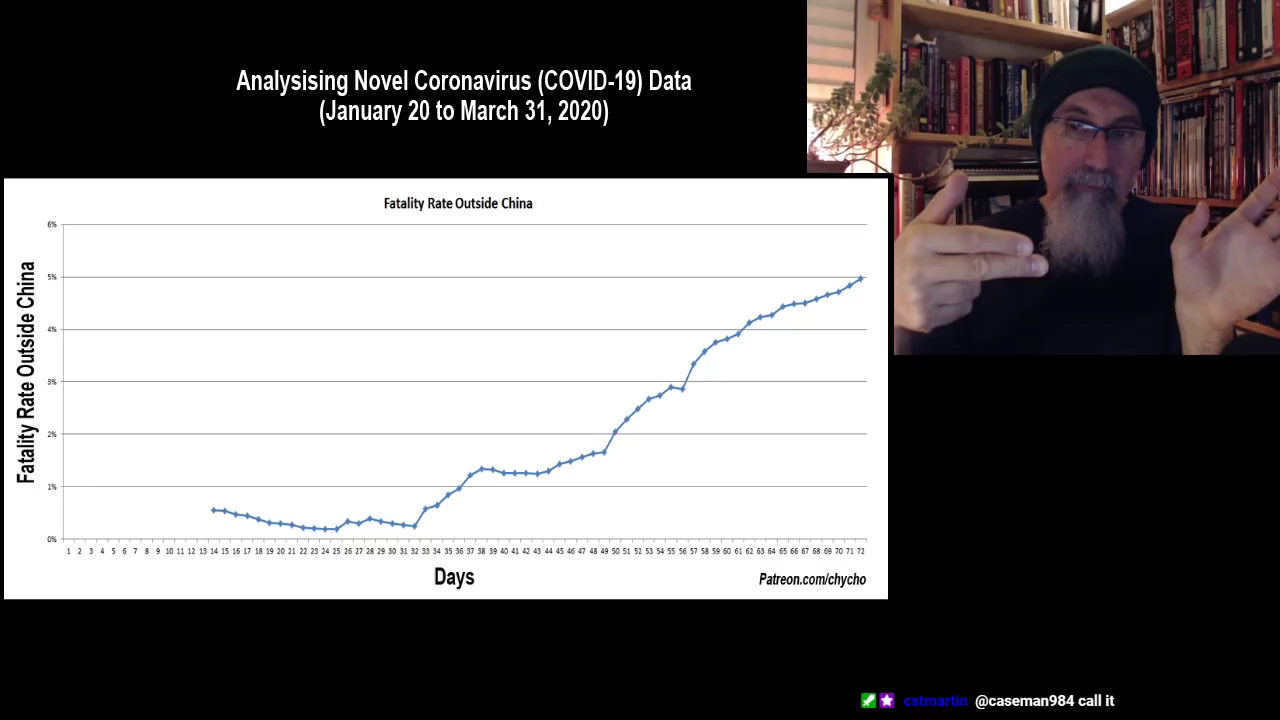 Analysising Novel Coronavirus (COVID-19) Data
(January 20 to March 31, 2020)
Fatality Rate Outside China
Fatality Rate Outside China
6%
5%
4%
3%
2%
1%
0%
1 2 3 4 5 6 7 8 9 10 11 12 13 14 15 16 17 18 19 20 21 22 23 24 25 26 27 28 29 30 31 32 33 34 35 36 37 38 39 40 41 42 43 44 45 46 47 48 49 50 51 52 53 54 55 56 57 58 59 60 61 62 63 64 65 66 67 68 69 70 71 72
Days
Patreon.com/chycho
cstmartin @caseman984 call it